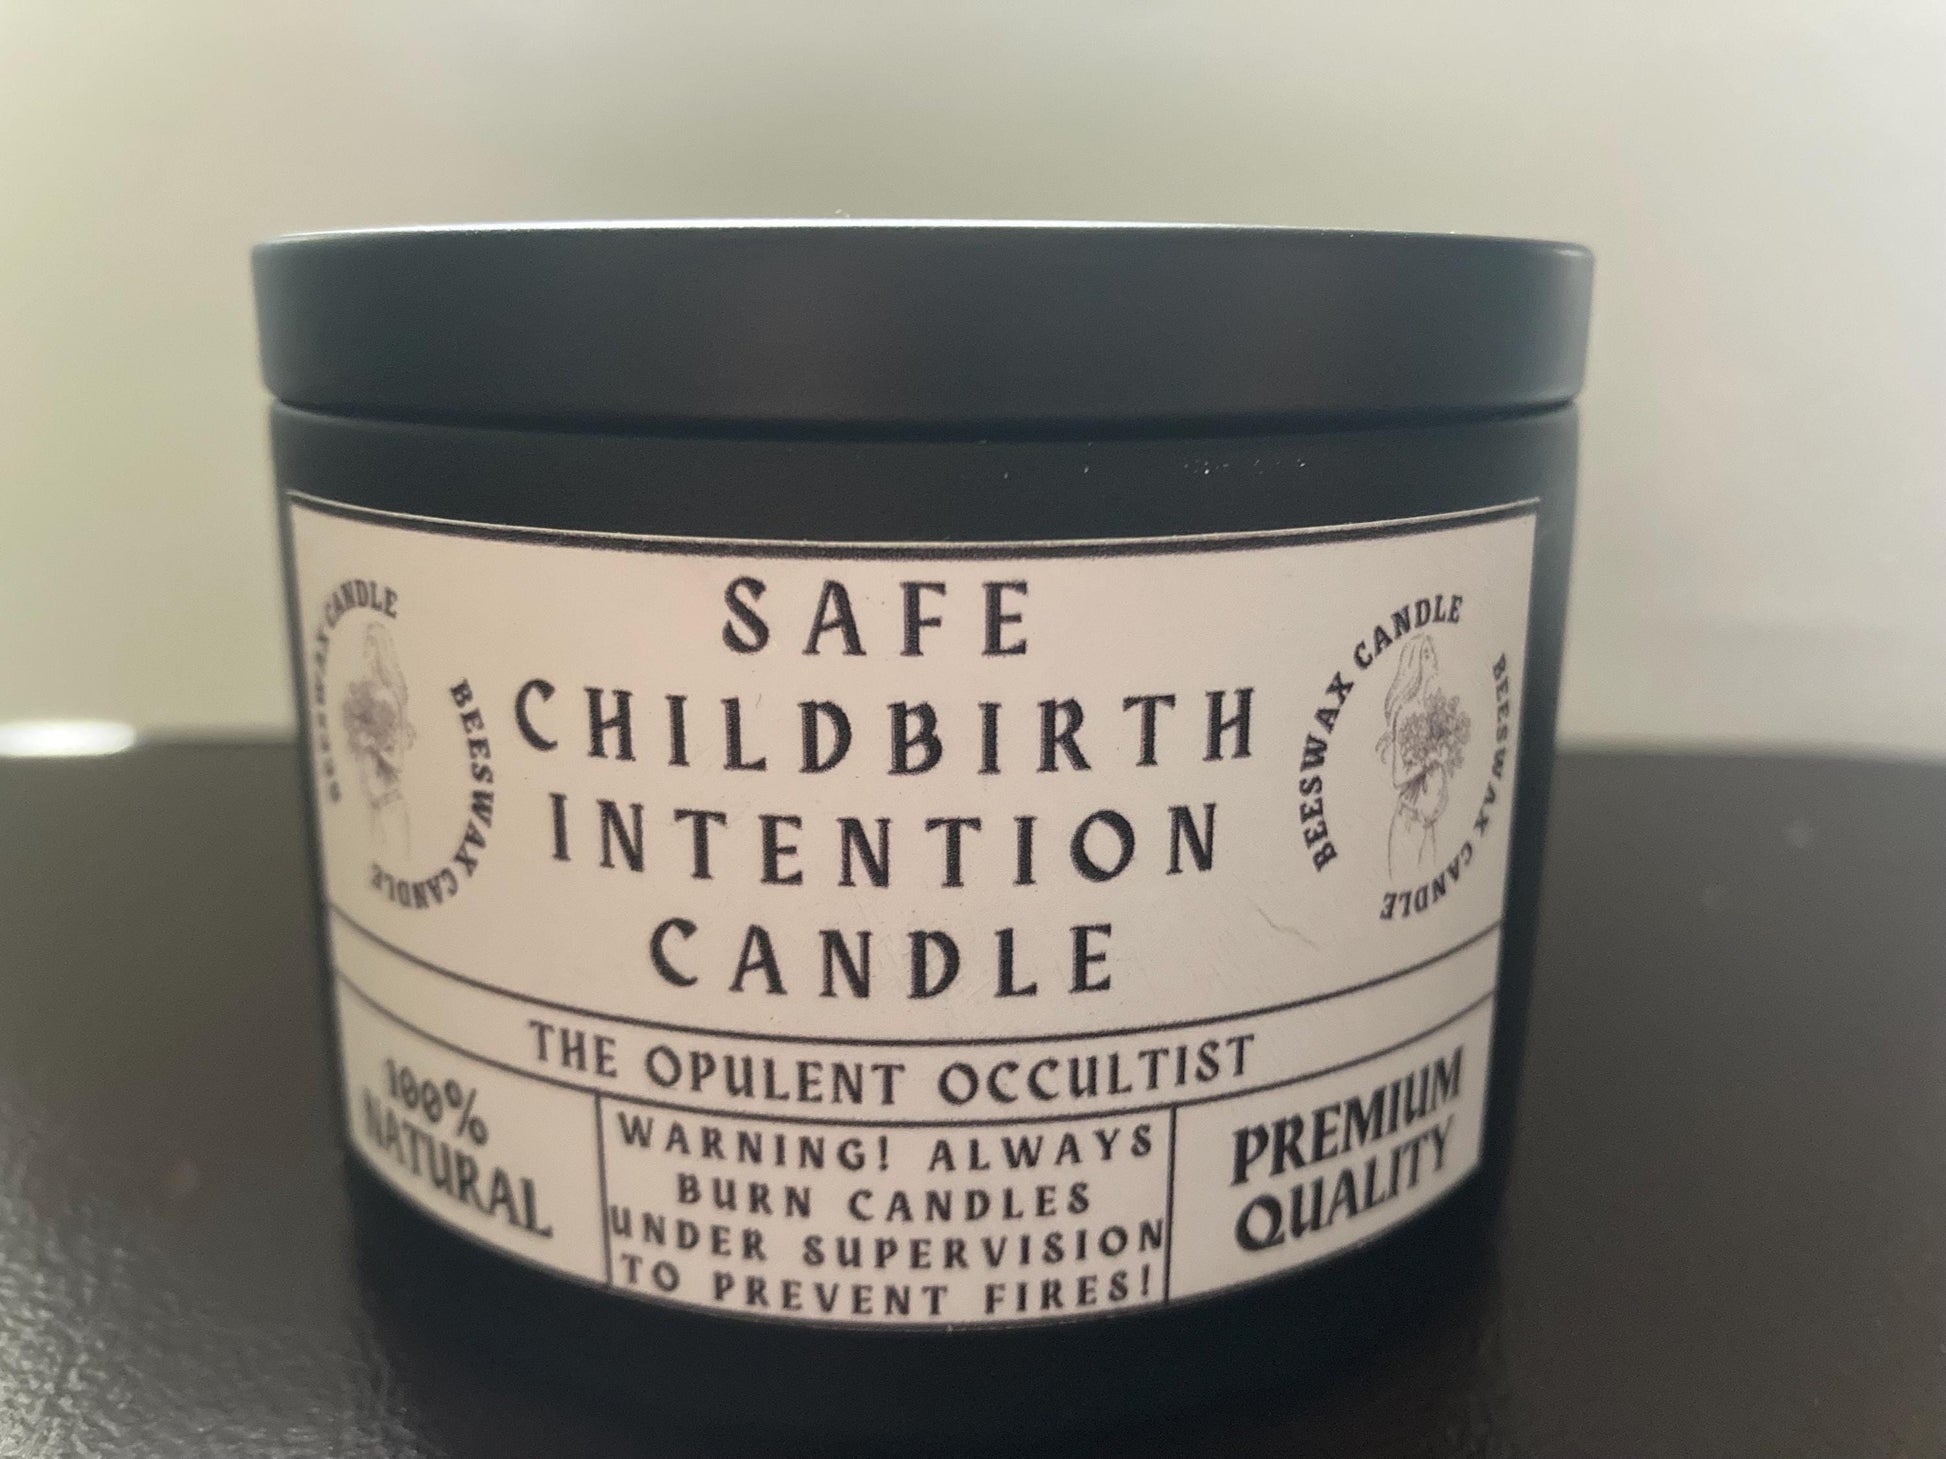 SAFE
CHILDBIRTH
INTENTION
CANDLE
BEESWAX CANDLE
BEESWAX CANDLE
BEESWAX CANDLE
BEESWAX CANDLE
THE OPULENT OCCULTIST
100%
NATURAL
WARNING! ALWAYS
BURN CANDLES
UNDER SUPERVISION
TO PREVENT FIRES!
PREMIUM
QUALITY